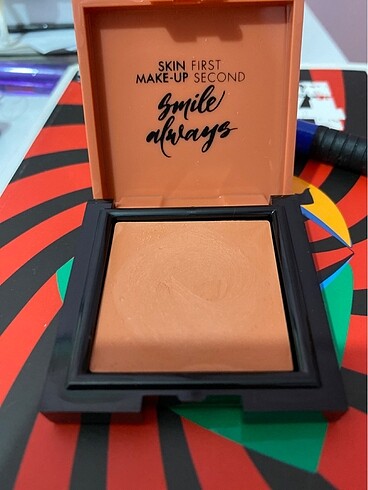 SKIN FIRST
MAKE-UP SECOND
smile
always